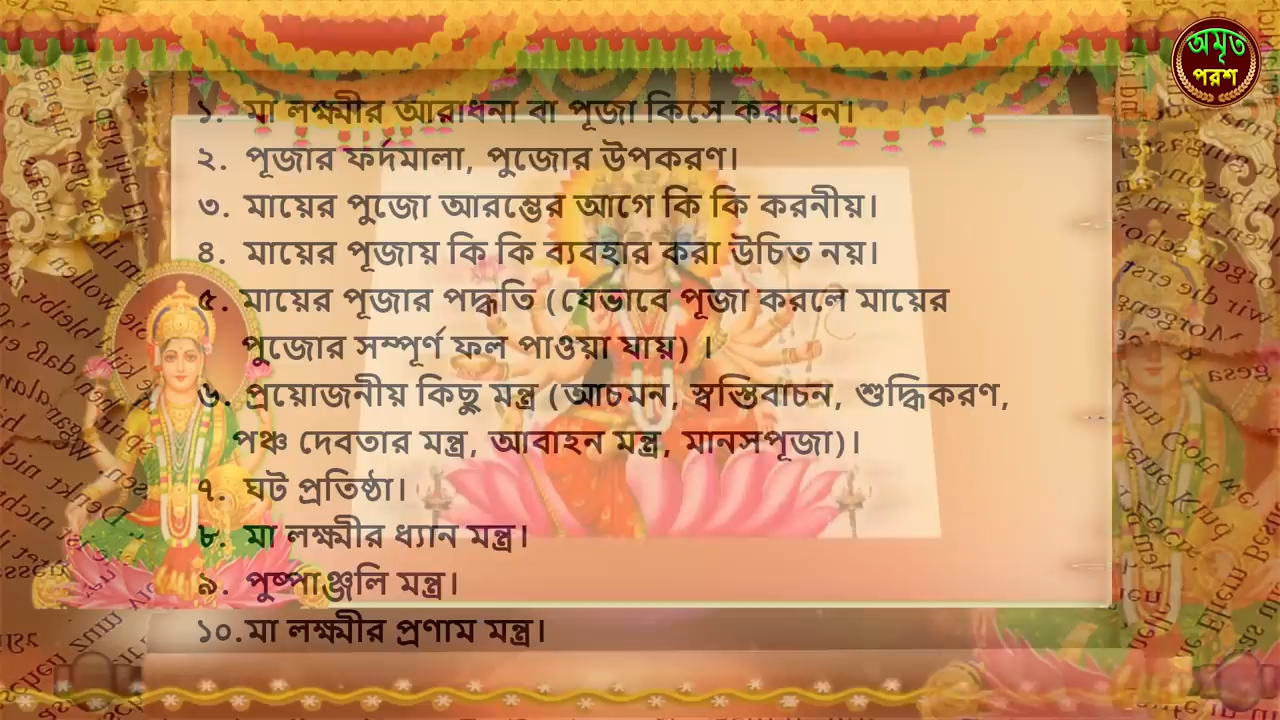 অমৃত
পরশ
১. মা লক্ষ্মীর আরাধনা বা পূজা কিসে করবেন।
২. পূজার ফর্দমালা, পুজোর উপকরণ।
৩. মায়ের পুজো আরম্ভের আগে কি কি করনীয়।
৪. মায়ের পূজায় কি কি ব্যবহার করা উচিত নয়।
৫. মায়ের পূজার পদ্ধতি (যেভাবে পূজা করলে মায়ের
পুজোর সম্পূর্ণ ফল পাওয়া যায়) ।
৬. প্রয়োজনীয় কিছু মন্ত্র (আচমন, স্বস্তিবাচন, শুদ্ধিকরণ,
পঞ্চ দেবতার মন্ত্র, আবাহন মন্ত্র, মানসপূজা)।
৭. ঘট প্রতিষ্ঠা।
৮. মা লক্ষ্মীর ধ্যান মন্ত্র।
৯. পুষ্পাঞ্জলি মন্ত্র।
১০.মা লক্ষ্মীর প্রণাম মন্ত্র।